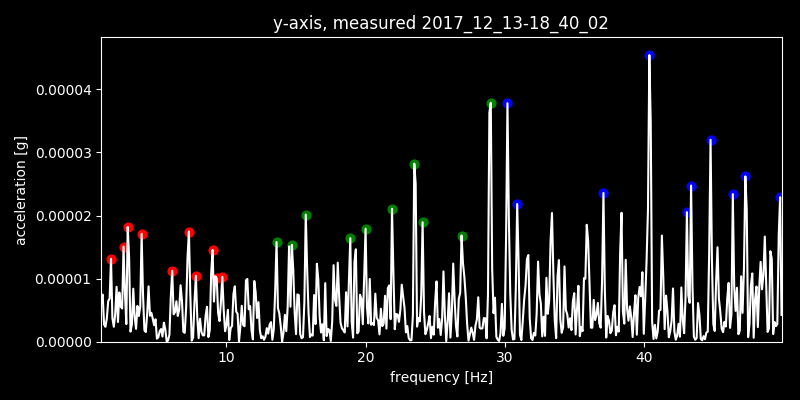 y-axis, measured 2017_12_13-18_40_02
acceleration [g]
0.00004
0.00003
0.00002
0.00001
0.00000
10 20 30 40
frequency [Hz]